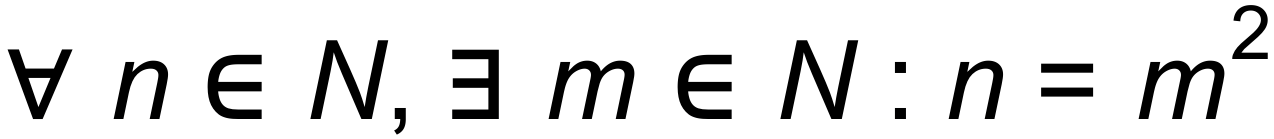 ∀ n ∈ N, ∃ m ∈ N : n = m²